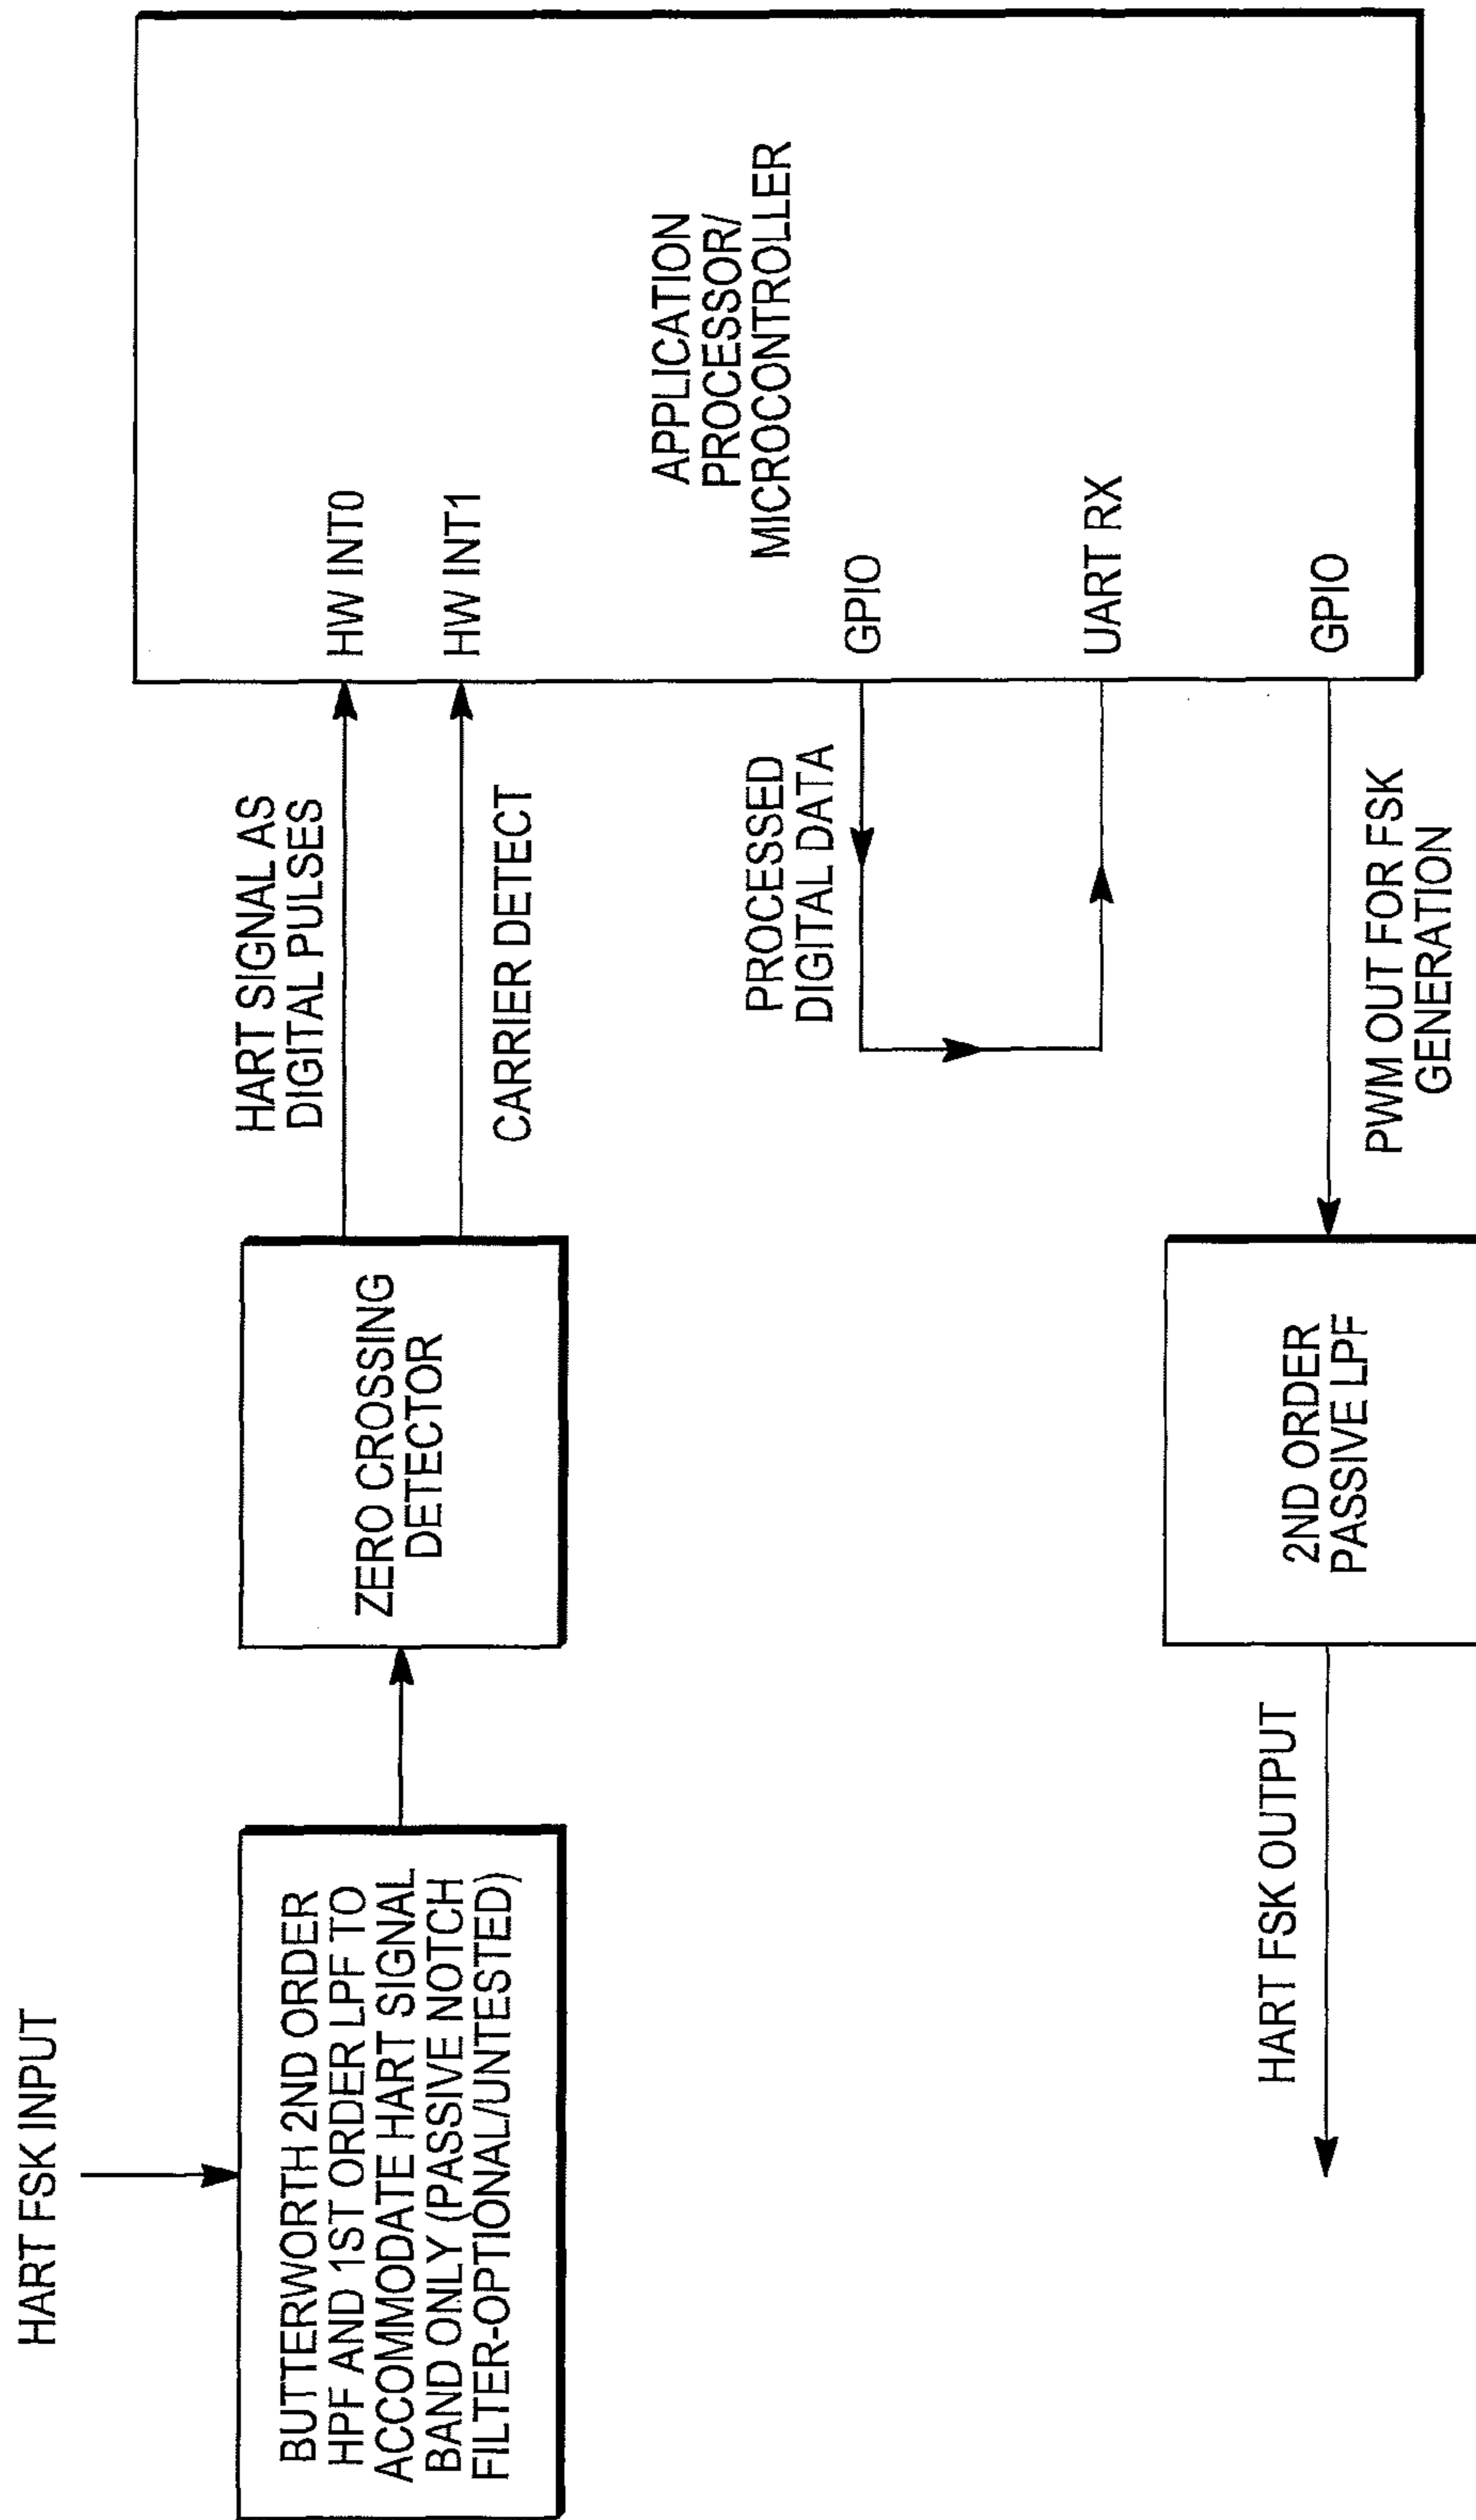 HART FSK INPUT
BUTTERWORTH 2ND ORDER
HPF AND 1ST ORDER LPF TO
ACCOMMODATE HART SIGNAL
BAND ONLY (PASSIVE NOTCH
FILTER-OPTIONAL/UNTESTED)
ZERO CROSSING
DETECTOR
HART SIGNAL AS
DIGITAL PULSES
CARRIER DETECT
HW INT0
HW INT1
APPLICATION
PROCESSOR/
MICROCONTROLLER
GPIO
PROCESSED
DIGITAL DATA
UART RX
GPIO
PWM OUT FOR FSK
GENERATION
2ND ORDER
PASSIVE LPF
HART FSK OUTPUT